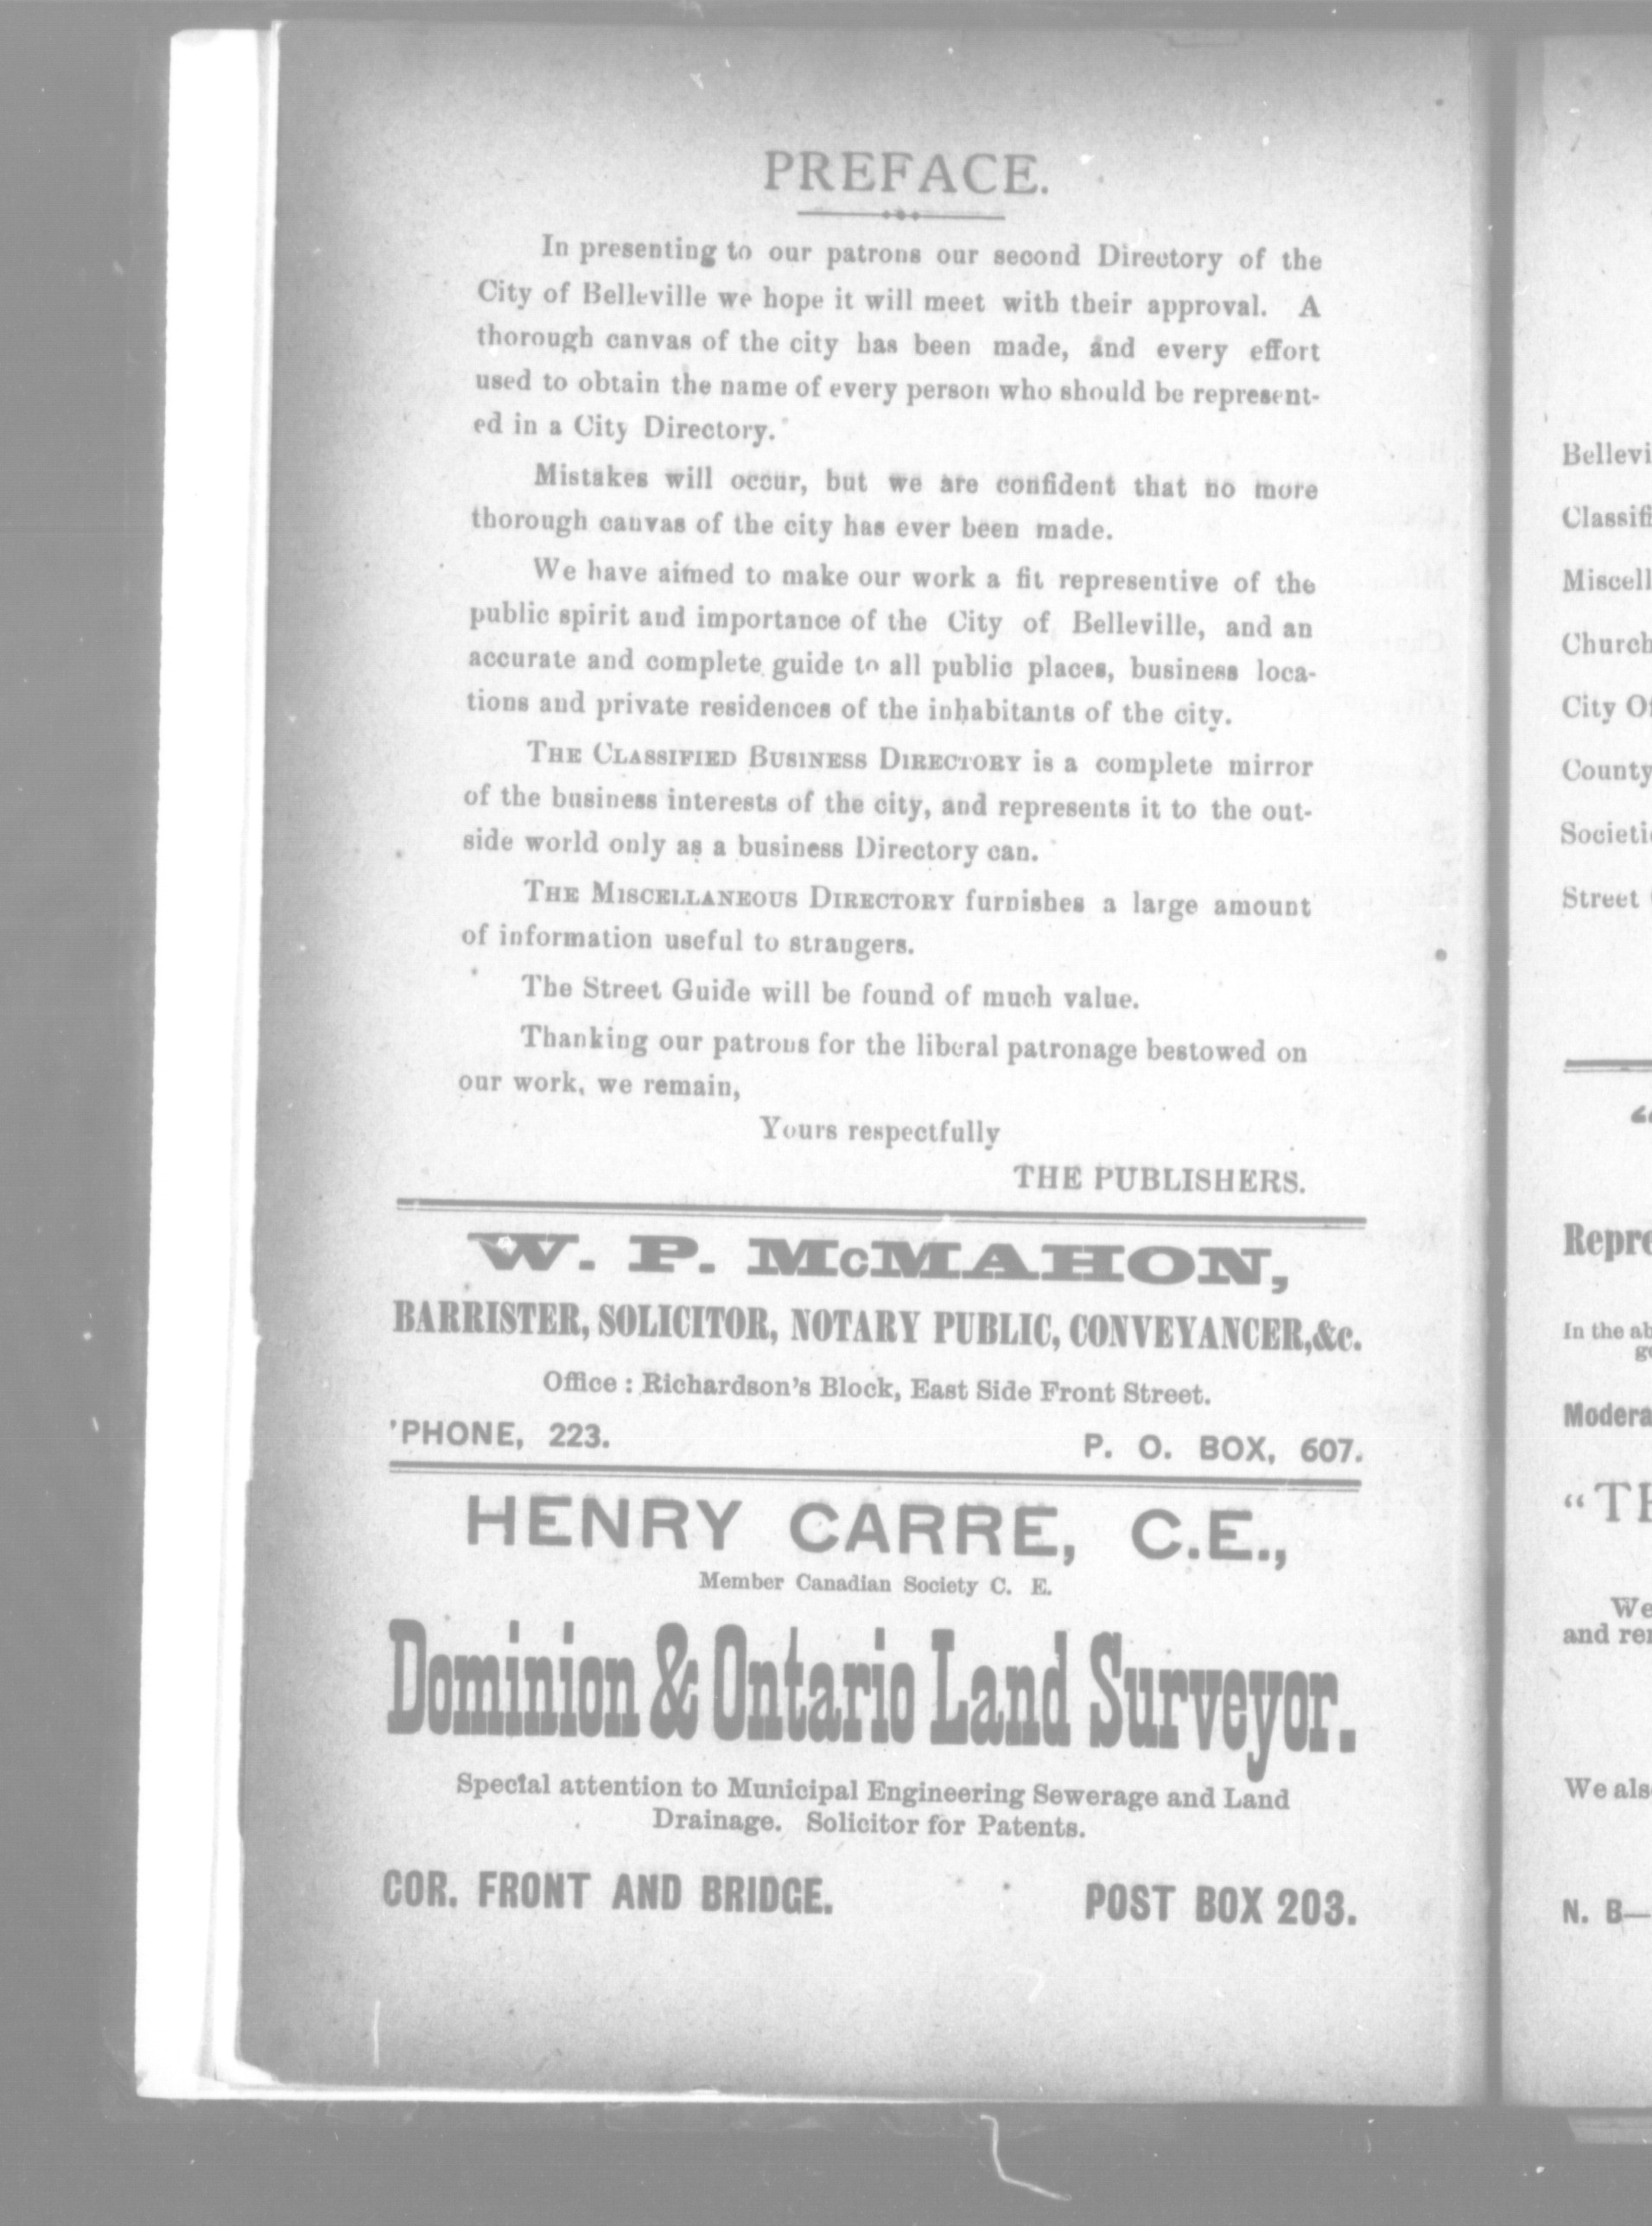 PREFACE.
In presenting to our patrons our second Directory of the
City of Belleville we hope it will meet with their approval. A
thorough canvas of the city has been made, and every effort
used to obtain the name of every person who should be represent-
ed in a City Directory.
Mistakes will occur, but we are confident that no more
thorough canvas of the city has ever been made.
We have aimed to make our work a fit representive of the
public spirit and importance of the City of Belleville, and an
accurate and complete guide to all public places, business loca-
tions and private residences of the inhabitants of the city.
THE CLASSIFIED BUSINESS DIRECTORY is a complete mirror
of the business interests of the city, and represents it to the out-
side world only as a business Directory can.
THE MISCELLANEOUS DIRECTORY furnishes a large amount
of information useful to strangers.
The Street Guide will be found of much value.
Thanking our patrons for the liberal patronage bestowed on
our work, we remain,
Yours respectfully
THE PUBLISHERS.
W. P. McMAHON,
BARRISTER, SOLICITOR, NOTARY PUBLIC, CONVEYANCER,&c.
Office : Richardson's Block, East Side Front Street.
'PHONE, 223. P. O. BOX, 607.
HENRY CARRE, C.E.,
Member Canadian Society C. E.
Dominion & Ontario Land Surveyor.
Special attention to Municipal Engineering Sewerage and Land
Drainage. Solicitor for Patents.
COR. FRONT AND BRIDGE. POST BOX 203.
Bellevi
Classifi
Miscell
Church
City Of
County
Societi
Street
Repre
In the ab
Modera
"TH
We
and rei
We als
N. B—